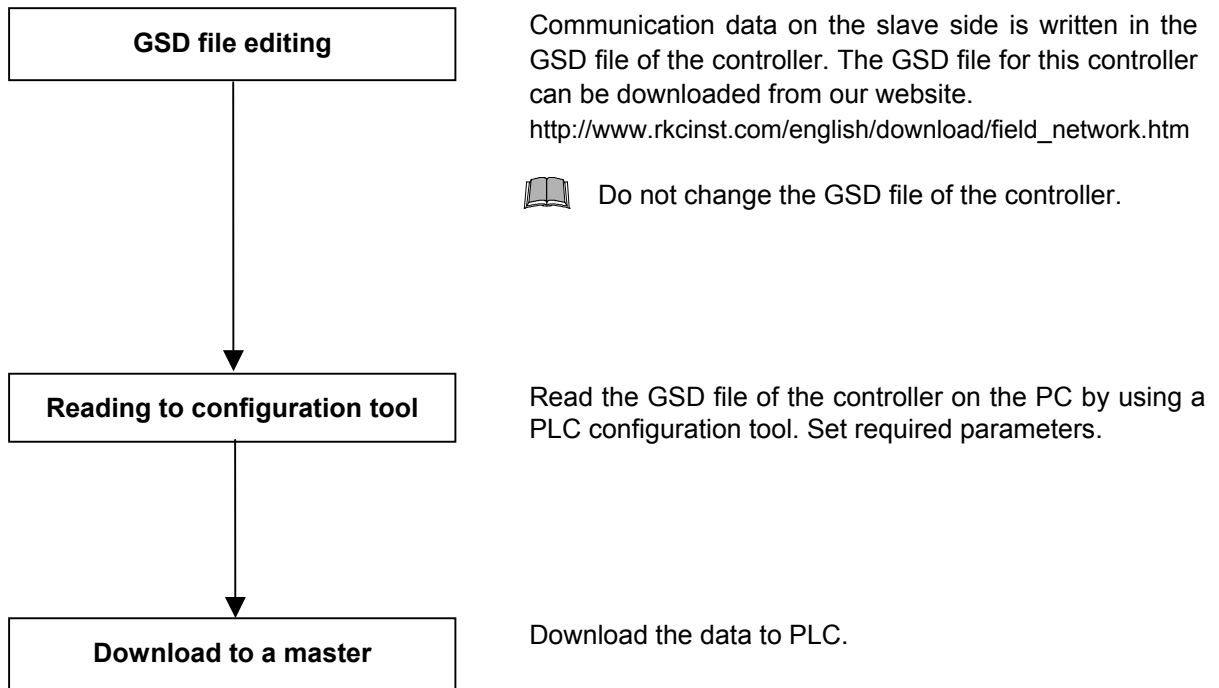 GSD file editing
Communication data on the slave side is written in the
GSD file of the controller. The GSD file for this controller
can be downloaded from our website.
http://www.rkcinst.com/english/download/field_network.htm
Do not change the GSD file of the controller.
Reading to configuration tool
Read the GSD file of the controller on the PC by using a
PLC configuration tool. Set required parameters.
Download to a master
Download the data to PLC.